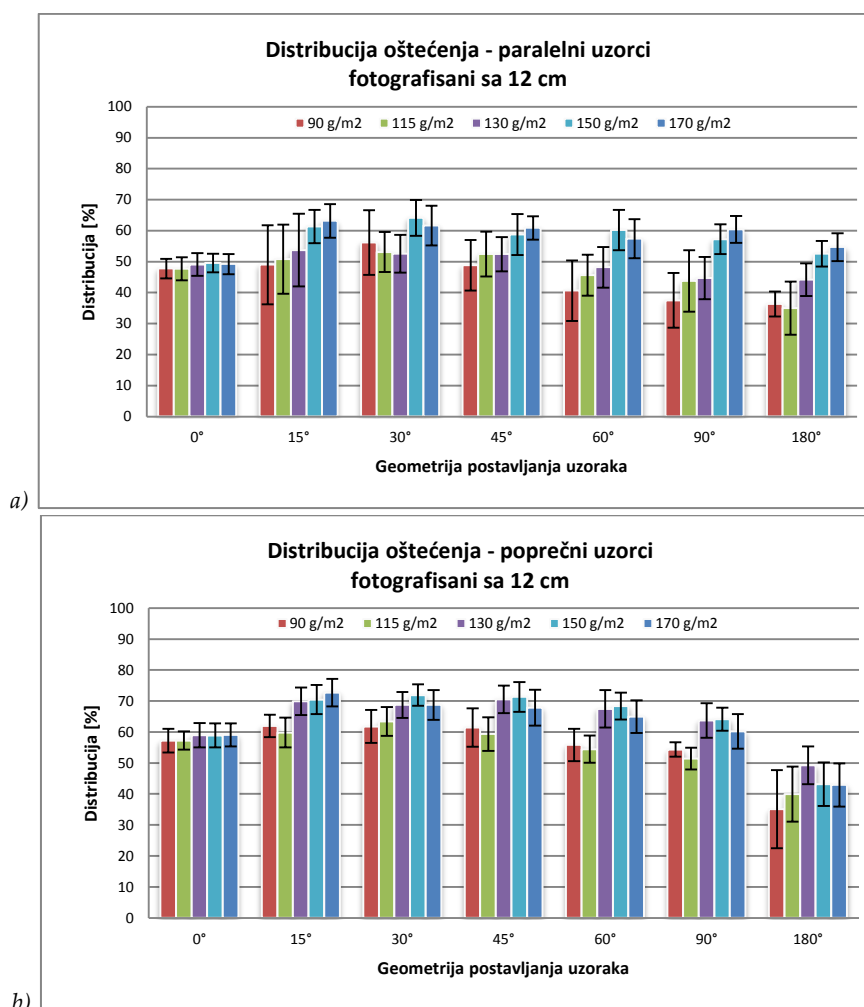 Distribucija oštećenja - paralelni uzorci
fotografisani sa 12 cm
100
90
80
70
60
50
40
30
20
10
0
Distribucija [%]
90 g/m2 115 g/m2 130 g/m2 150 g/m2 170 g/m2
0° 15° 30° 45° 60° 90° 180°
Geometrija postavljanja uzoraka
a)
Distribucija oštećenja - poprečni uzorci
fotografisani sa 12 cm
100
90
80
70
60
50
40
30
20
10
0
Distribucija [%]
90 g/m2 115 g/m2 130 g/m2 150 g/m2 170 g/m2
0° 15° 30° 45° 60° 90° 180°
Geometrija postavljanja uzoraka